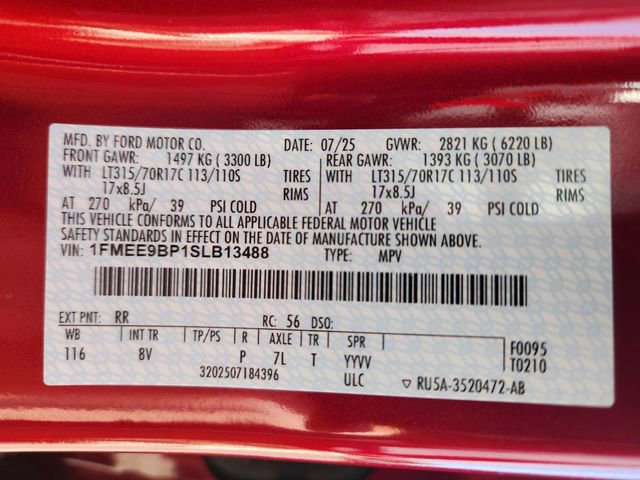 MFD. BY FORD MOTOR CO. DATE: 07/25 GVWR: 2821 KG ( 6220 LB)
FRONT GAWR: 1497 KG ( 3300 LB) REAR GAWR: 1393 KG ( 3070 LB)
WITH LT315/70R17C 113/110S TIRES WITH LT315/70R17C 113/110S TIRES
17x8.5J RIMS 17x8.5J RIMS
AT 270 kPa/ 39 PSI COLD AT 270 kPa/ 39 PSI COLD
THIS VEHICLE CONFORMS TO ALL APPLICABLE FEDERAL MOTOR VEHICLE
SAFETY STANDARDS IN EFFECT ON THE DATE OF MANUFACTURE SHOWN ABOVE.
VIN: 1FMEE9BP1SLB13488 TYPE: MPV
EXT PNT: RR RC: 56 DSO:
WB INT TR TP/PS R AXLE TR SPR F0095
116 8V P 7L T YYVV T0210
3202507184396 ULC ▽ RU5A-3520472-AB